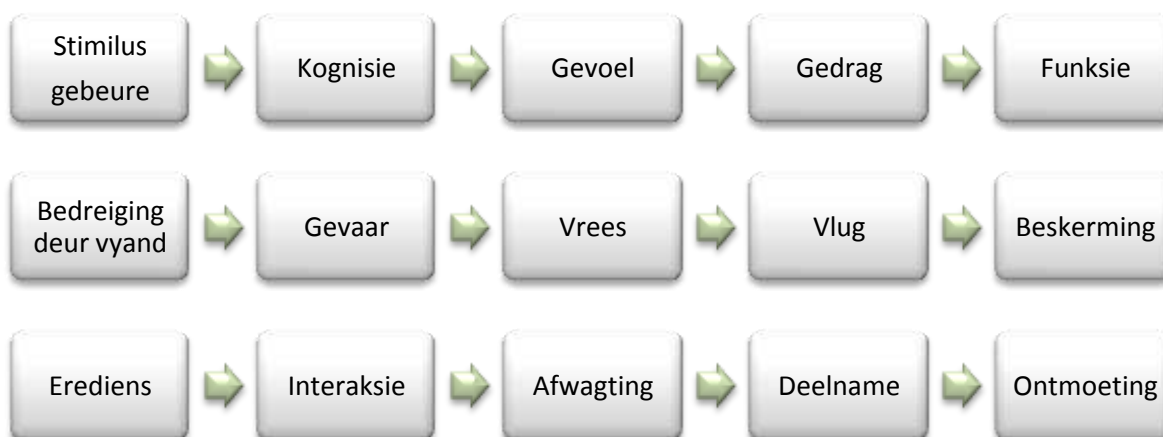 Stimilus
gebeure
Kognisie
Gevoel
Gedrag
Funksie
Bedreiging
deur vyand
Gevaar
Vrees
Vlug
Beskerming
Erediens
Interaksie
Afwagting
Deelname
Ontmoeting